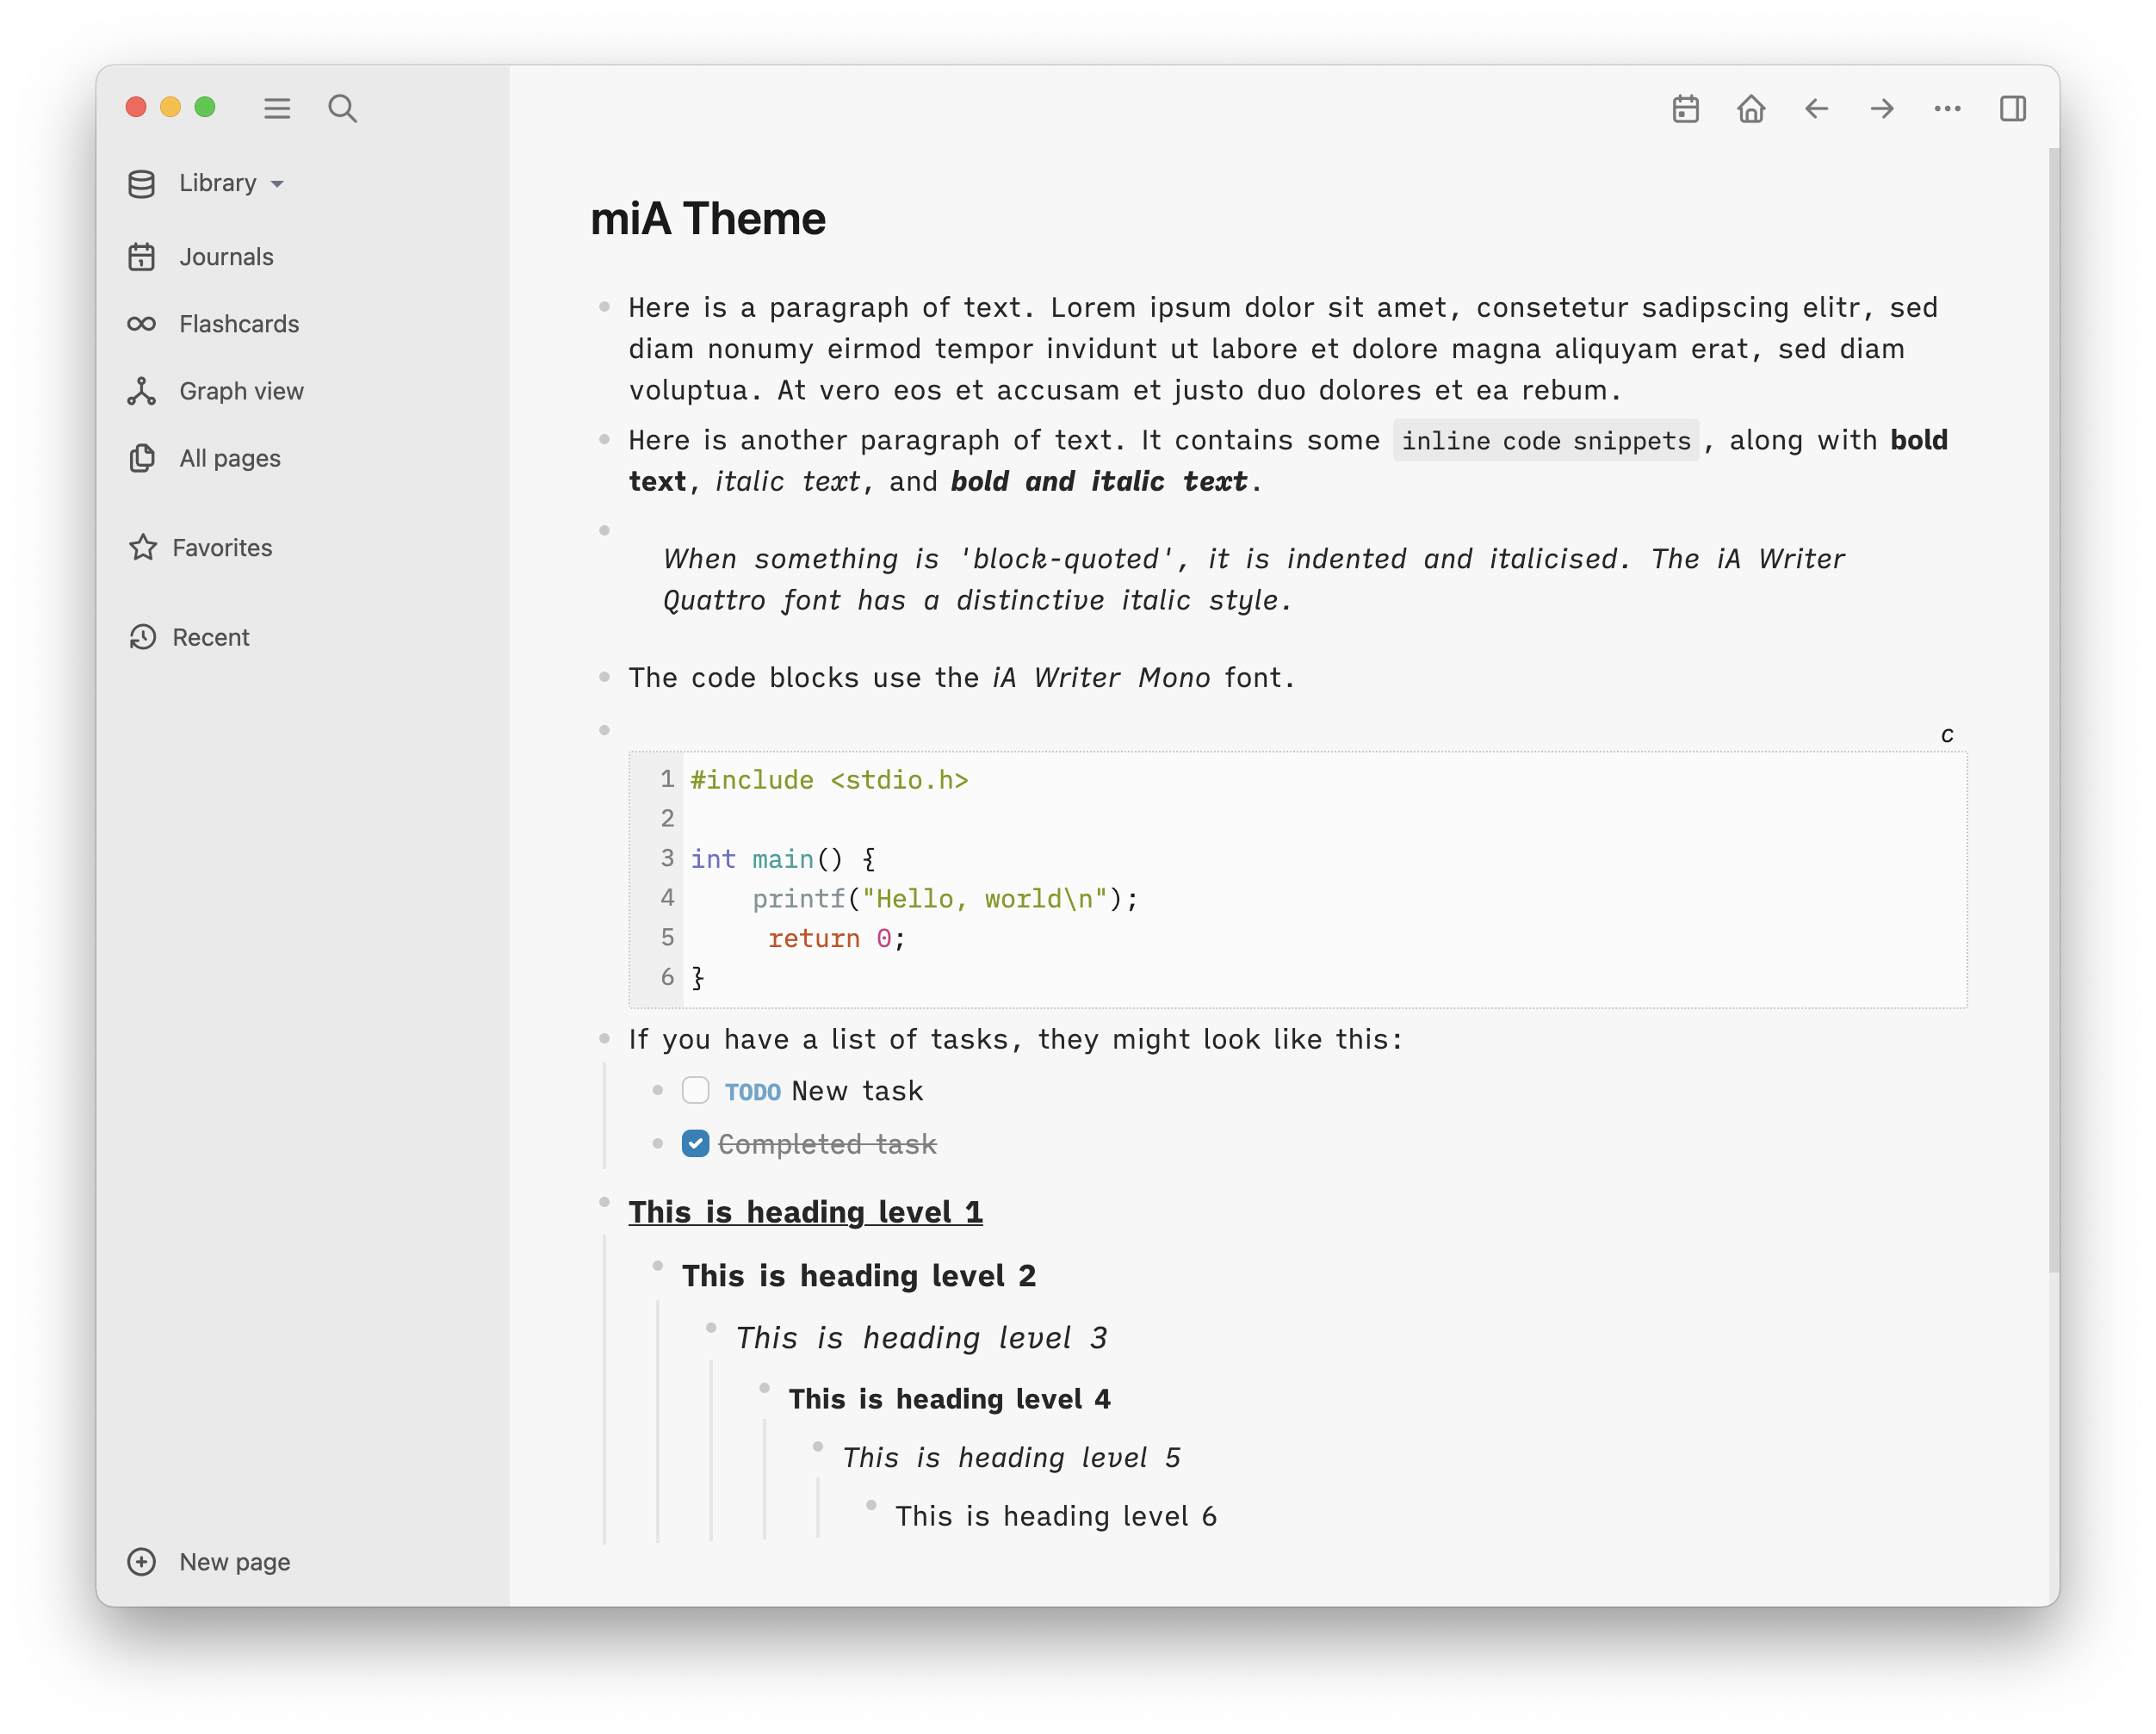 Library
Journals
Flashcards
Graph view
All pages
Favorites
Recent
New page
miA Theme
Here is a paragraph of text. Lorem ipsum dolor sit amet, consetetur sadipscing elitr, sed
diam nonumy eirmod tempor invidunt ut labore et dolore magna aliquyam erat, sed diam
voluptua. At vero eos et accusam et justo duo dolores et ea rebum.
Here is another paragraph of text. It contains some inline code snippets, along with bold
text, italic text, and bold and italic text.
When something is 'block-quoted', it is indented and italicised. The iA Writer
Quattro font has a distinctive italic style.
The code blocks use the iA Writer Mono font.
c
1 #include <stdio.h>
2
3 int main() {
4     printf("Hello, world\n");
5      return 0;
6 }
If you have a list of tasks, they might look like this:
TODO New task
Completed task
This is heading level 1
This is heading level 2
This is heading level 3
This is heading level 4
This is heading level 5
This is heading level 6